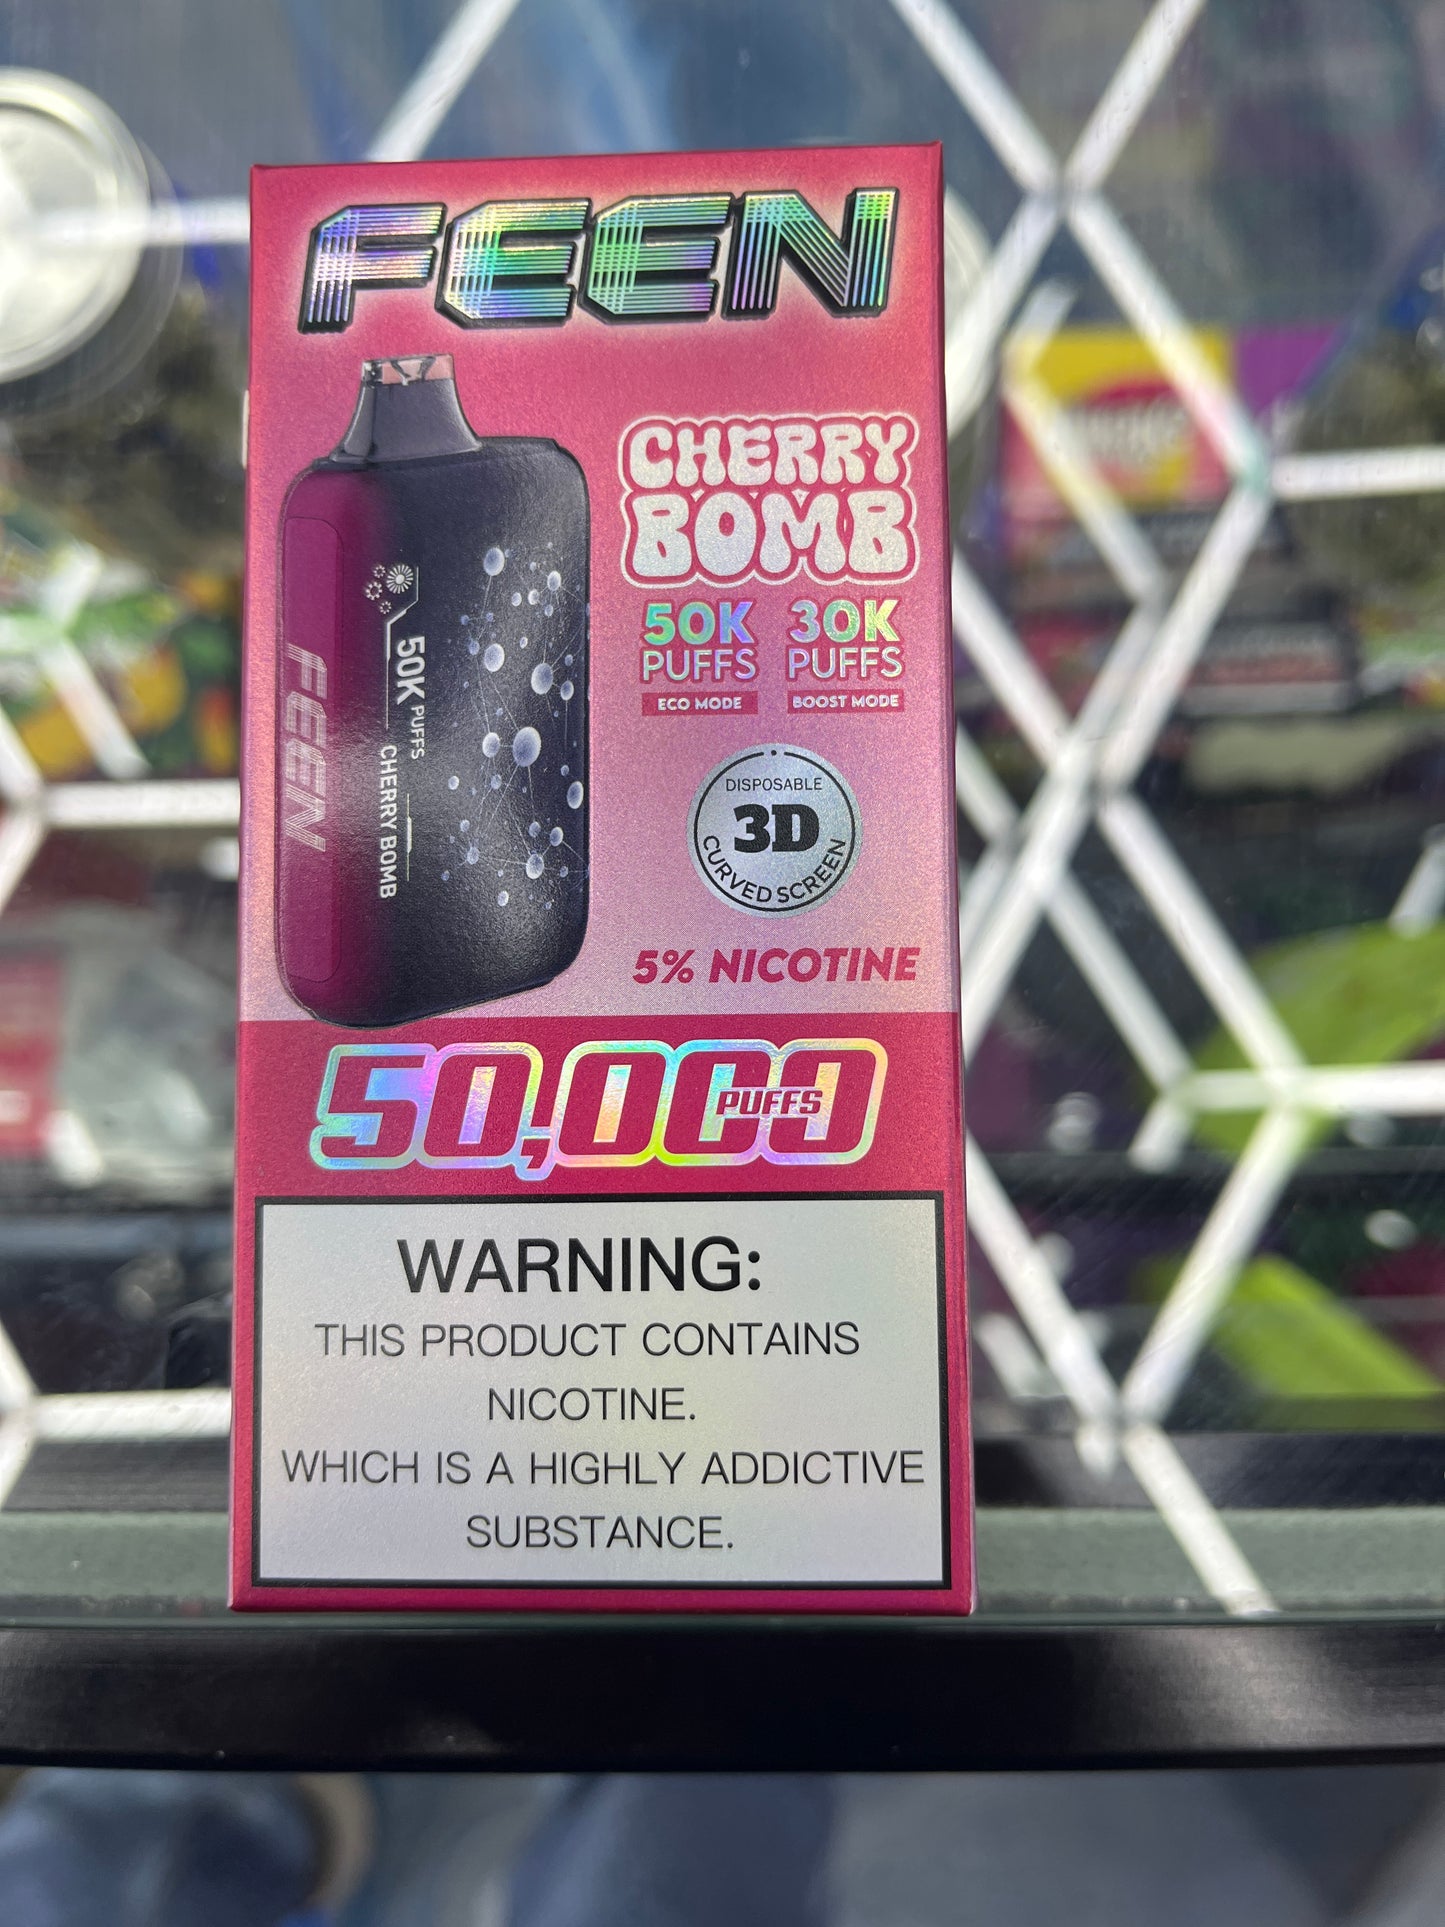 FEEN
CHERRY
BOMB
50K
PUFFS
ECO MODE
30K
PUFFS
BOOST MODE
FEEN
50K PUFFS
CHERRY BOMB
DISPOSABLE
3D
CURVED SCREEN
5% NICOTINE
50,000
PUFFS
WARNING:
THIS PRODUCT CONTAINS
NICOTINE.
WHICH IS A HIGHLY ADDICTIVE
SUBSTANCE.